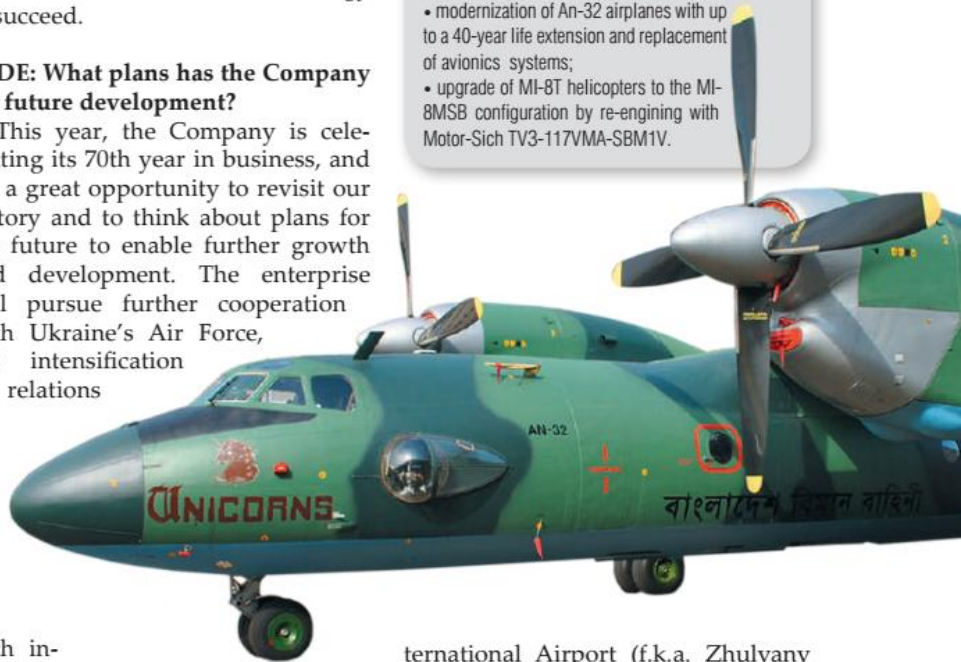 succeed.
DE: What plans has the Company
future development?
This year, the Company is cele-
ting its 70th year in business, and
a great opportunity to revisit our
tory and to think about plans for
future to enable further growth
d development. The enterprise
l pursue further cooperation
h Ukraine's Air Force,
intensification
relations
h in-
• modernization of An-32 airplanes with up
to a 40-year life extension and replacement
of avionics systems;
• upgrade of MI-8T helicopters to the MI-
8MSB configuration by re-engining with
Motor-Sich TV3-117VMA-SBM1V.
AN-32
UNICORNS
বাংলাদেশ বিমান বাহিনী
ternational Airport (f.k.a. Zhulyany